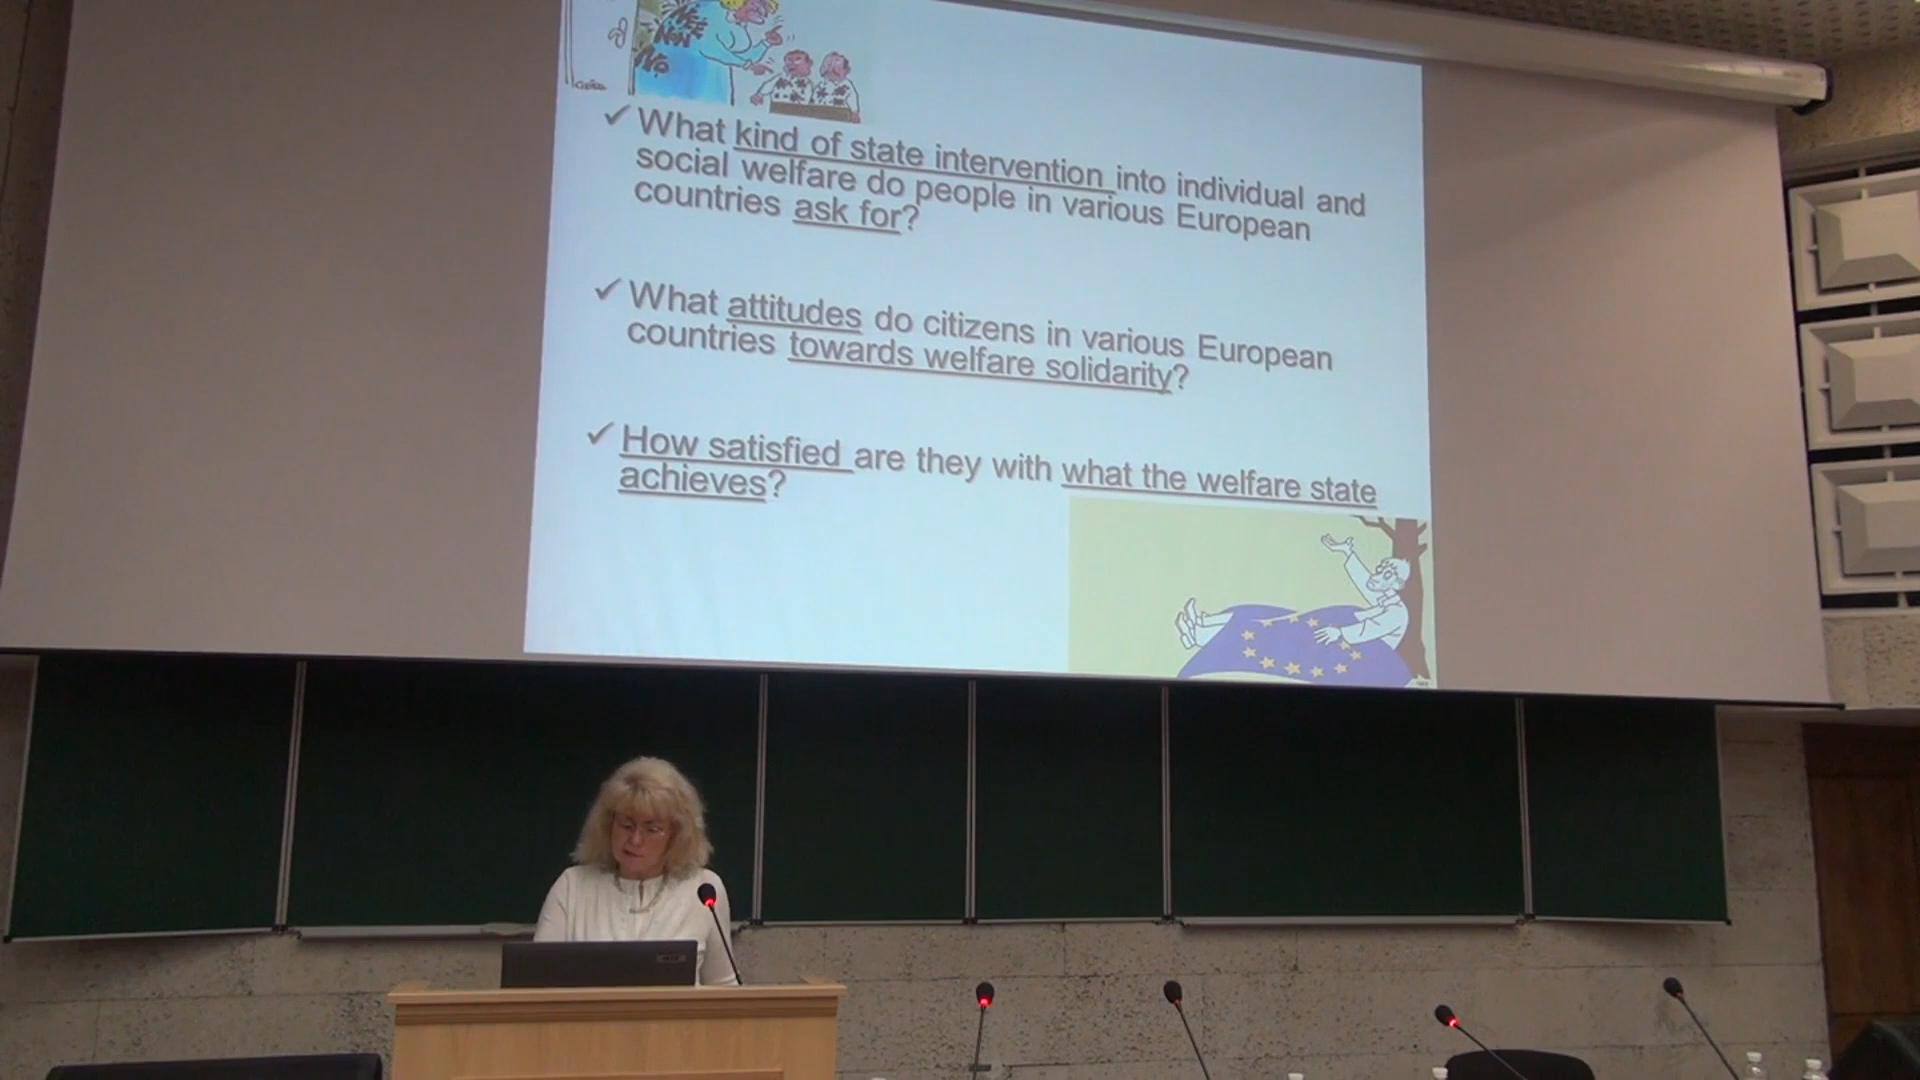 NON
No
✓ What kind of state intervention into individual and
social welfare do people in various European
countries ask for?
✓ What attitudes do citizens in various European
countries towards welfare solidarity?
✓ How satisfied are they with what the welfare state
achieves?